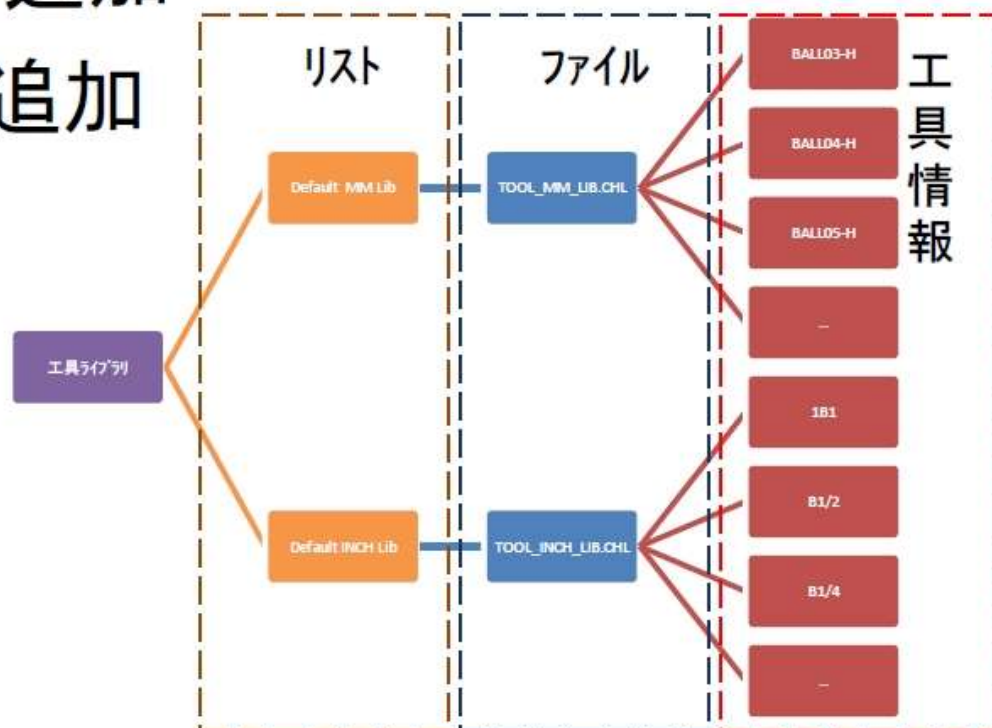 追加
追加
リスト
ファイル
工具情報
工具ﾗｲﾌﾞﾗﾘ
Default MM Lib
TOOL_MM_LIB.CHL
BALL03-H
BALL04-H
BALL05-H
...
Default INCH Lib
TOOL_INCH_LIB.CHL
1B1
B1/2
B1/4
...